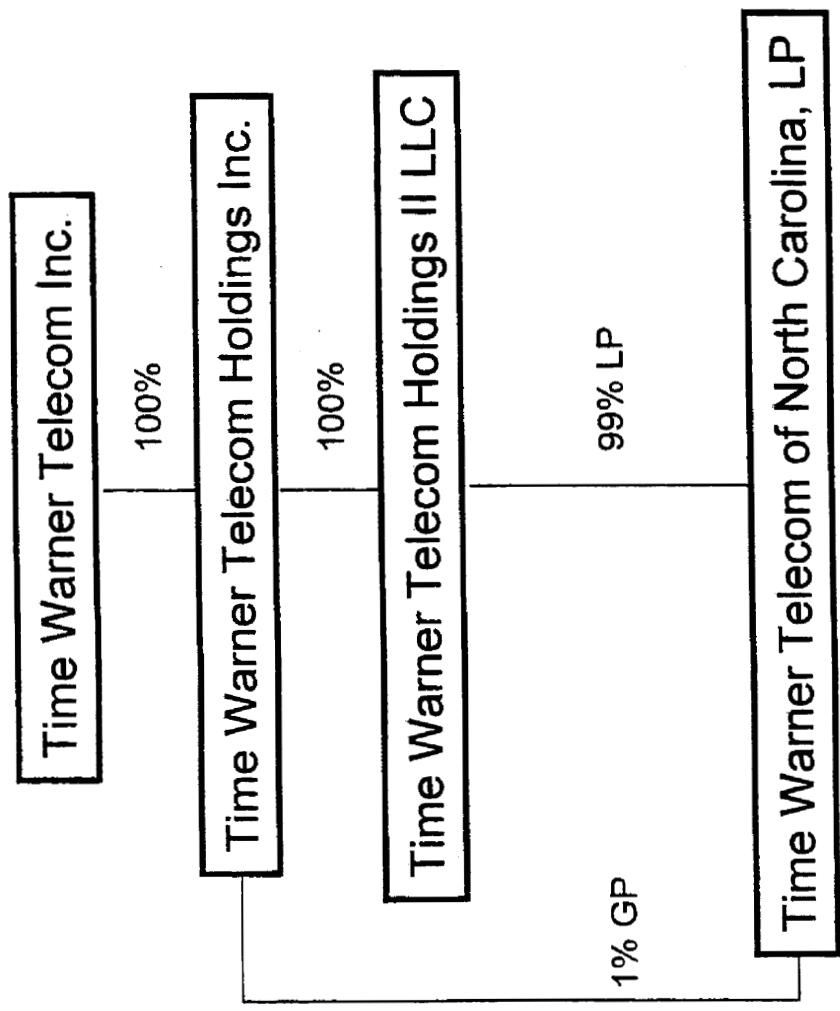 Time Warner Telecom Inc.
100%
Time Warner Telecom Holdings Inc.
100%
Time Warner Telecom Holdings II LLC
1% GP
99% LP
Time Warner Telecom of North Carolina, LP